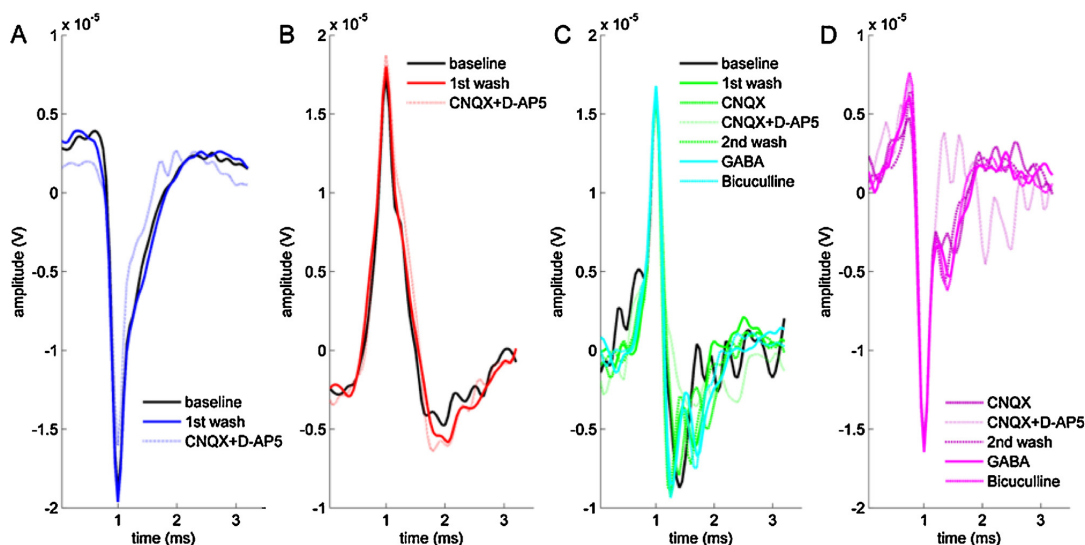 A
x 10-5
0.5
0
-0.5
-1
-1.5
-2
amplitude (V)
1
2
3
time (ms)
baseline
1st wash
CNQX+D-AP5
B
x 10-5
2
1.5
1
0.5
0
-0.5
-1
amplitude (V)
1
2
3
time (ms)
baseline
1st wash
CNQX+D-AP5
C
x 10-5
2
1.5
1
0.5
0
-0.5
-1
amplitude (V)
1
2
3
time (ms)
baseline
1st wash
CNQX
CNQX+D-AP5
2nd wash
GABA
Bicuculline
D
x 10-5
1
0.5
0
-0.5
-1
-1.5
-2
amplitude (V)
1
2
3
time (ms)
CNQX
CNQX+D-AP5
2nd wash
GABA
Bicuculline